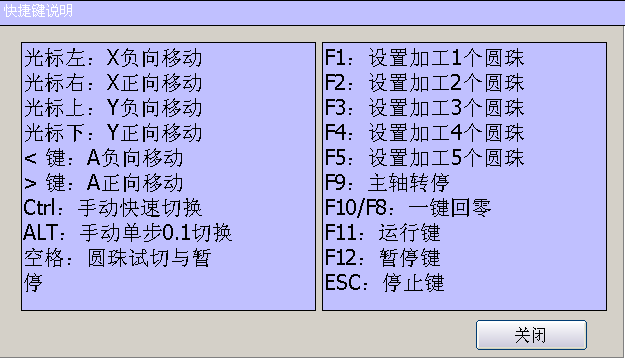 快捷键说明
光标左：X负向移动
光标右：X正向移动
光标上：Y负向移动
光标下：Y正向移动
< 键：A负向移动
> 键：A正向移动
Ctrl：手动快速切换
ALT：手动单步0.1切换
空格：圆珠试切与暂
停
F1：设置加工1个圆珠
F2：设置加工2个圆珠
F3：设置加工3个圆珠
F4：设置加工4个圆珠
F5：设置加工5个圆珠
F9：主轴转停
F10/F8：一键回零
F11：运行键
F12：暂停键
ESC：停止键
关闭